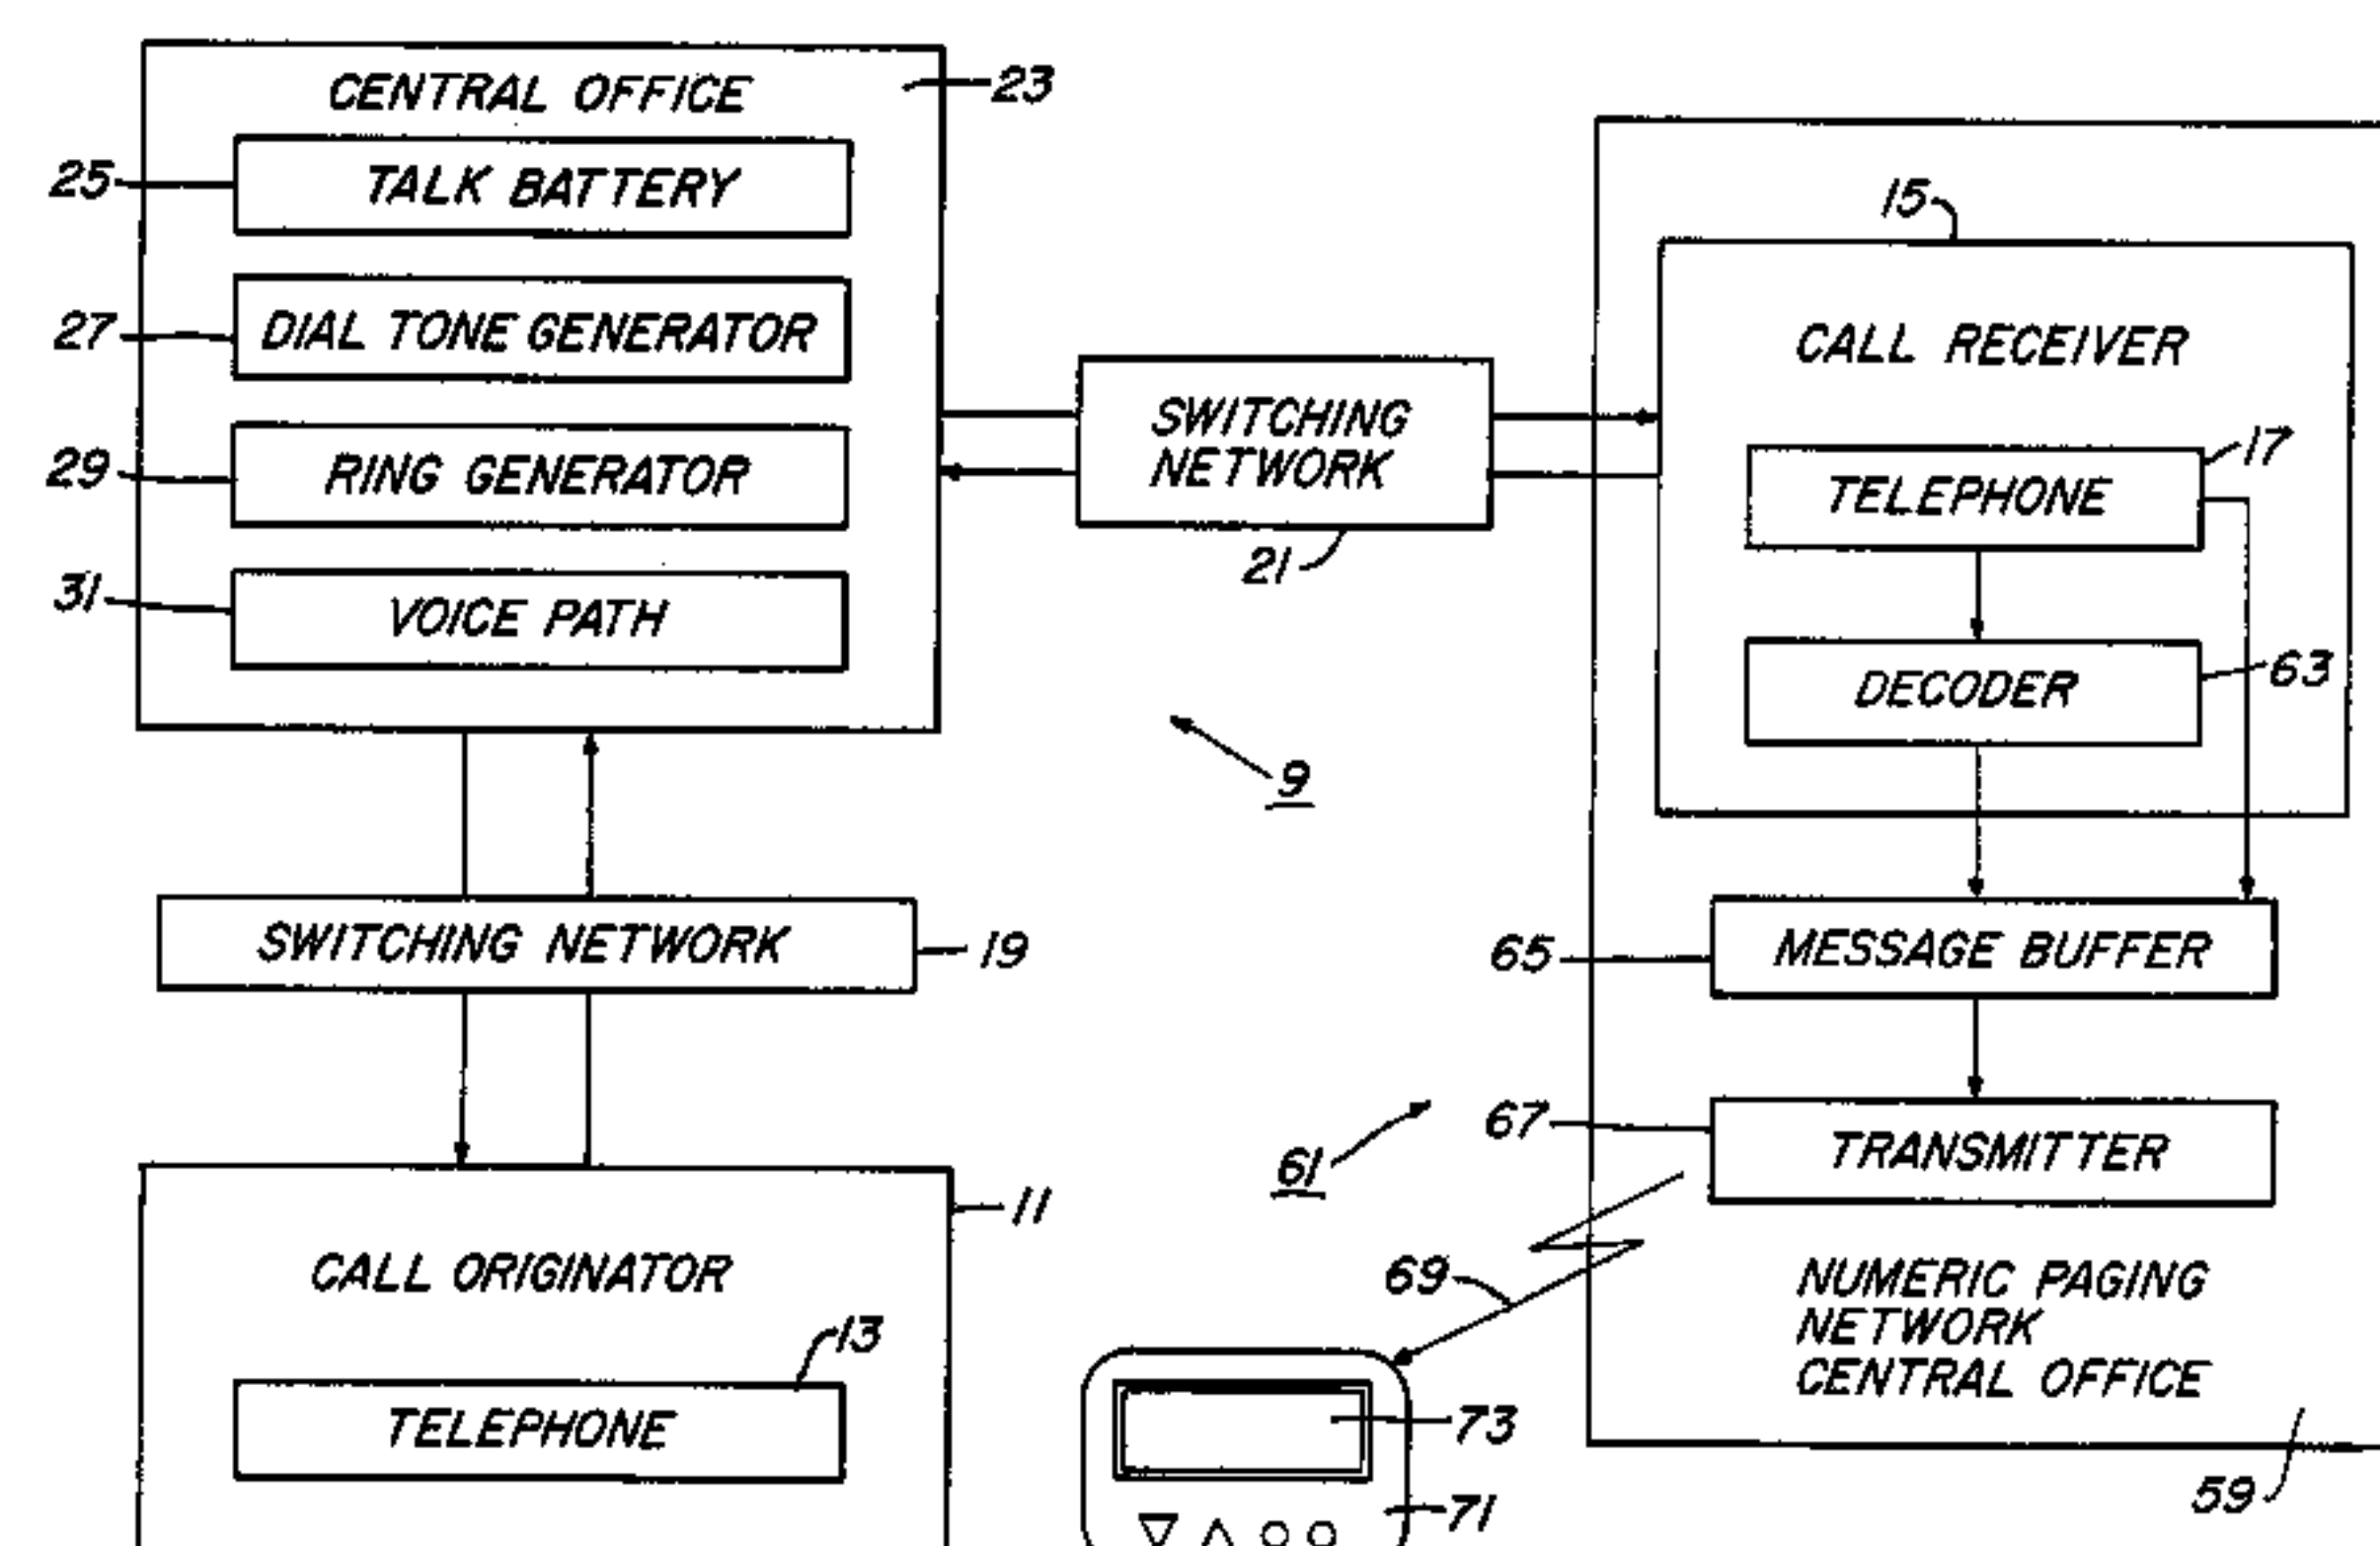 CENTRAL OFFICE
23
25
TALK BATTERY
27
DIAL TONE GENERATOR
29
RING GENERATOR
31
VOICE PATH
SWITCHING
NETWORK
21
15
CALL RECEIVER
17
TELEPHONE
DECODER
63
9
SWITCHING NETWORK
19
65
MESSAGE BUFFER
67
TRANSMITTER
61
69
NUMERIC PAGING
NETWORK
CENTRAL OFFICE
59
11
CALL ORIGINATOR
13
TELEPHONE
73
71